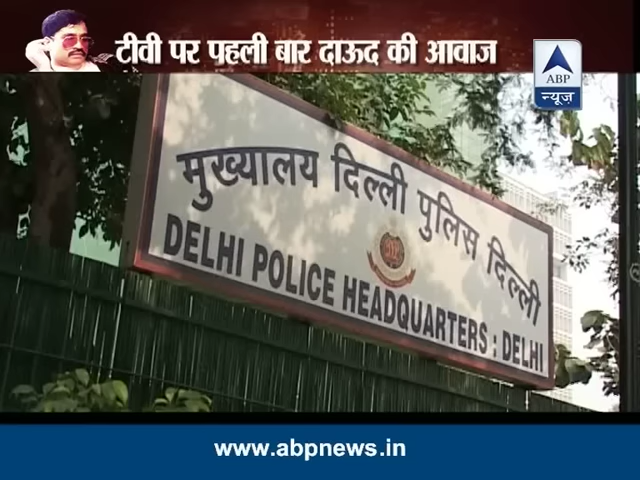 टीवी पर पहली बार दाऊद की आवाज
ABP
न्यूज़
मुख्यालय दिल्ली पुलिस दिल्ली
DELHI POLICE HEADQUARTERS : DELHI
www.abpnews.in